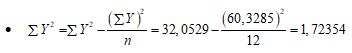 • ∑Y² = ∑Y² − (∑Y)²/n = 32,0529 − (60,3285)²/12 = 1,72354